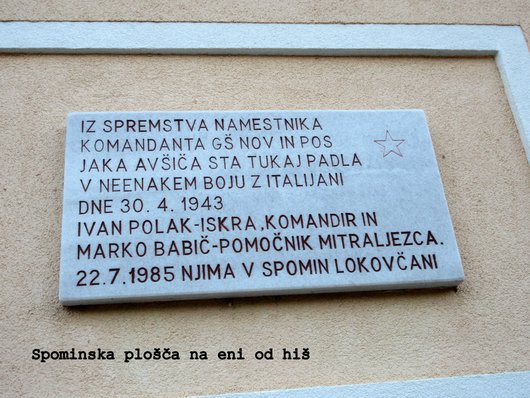 IZ SPREMSTVA NAMESTNIKA
KOMANDANTA GŠ NOV IN POS
JAKA AVŠIČA STA TUKAJ PADLA
V NEENAKEM BOJU Z ITALIJANI
DNE 30. 4. 1943
IVAN POLAK-ISKRA, KOMANDIR IN
MARKO BABIČ-POMOČNIK MITRALJEZCA.
22.7.1985 NJIMA V SPOMIN LOKOVČANI
Spominska plošča na eni od hiš